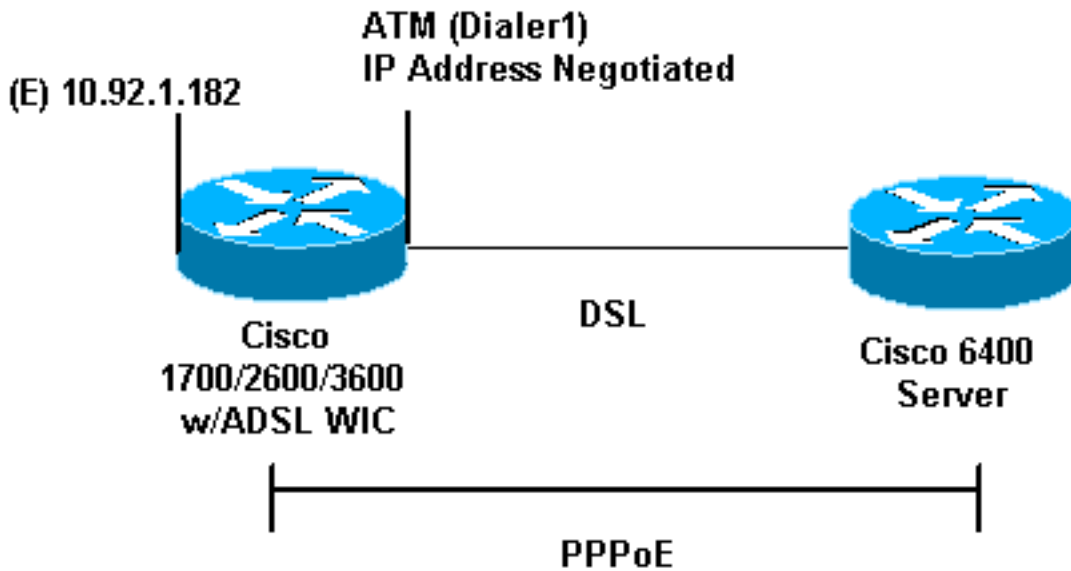 ATM (Dialer1)
IP Address Negotiated
(E) 10.92.1.182
DSL
Cisco
1700/2600/3600
w/ADSL WIC
Cisco 6400
Server
PPPoE